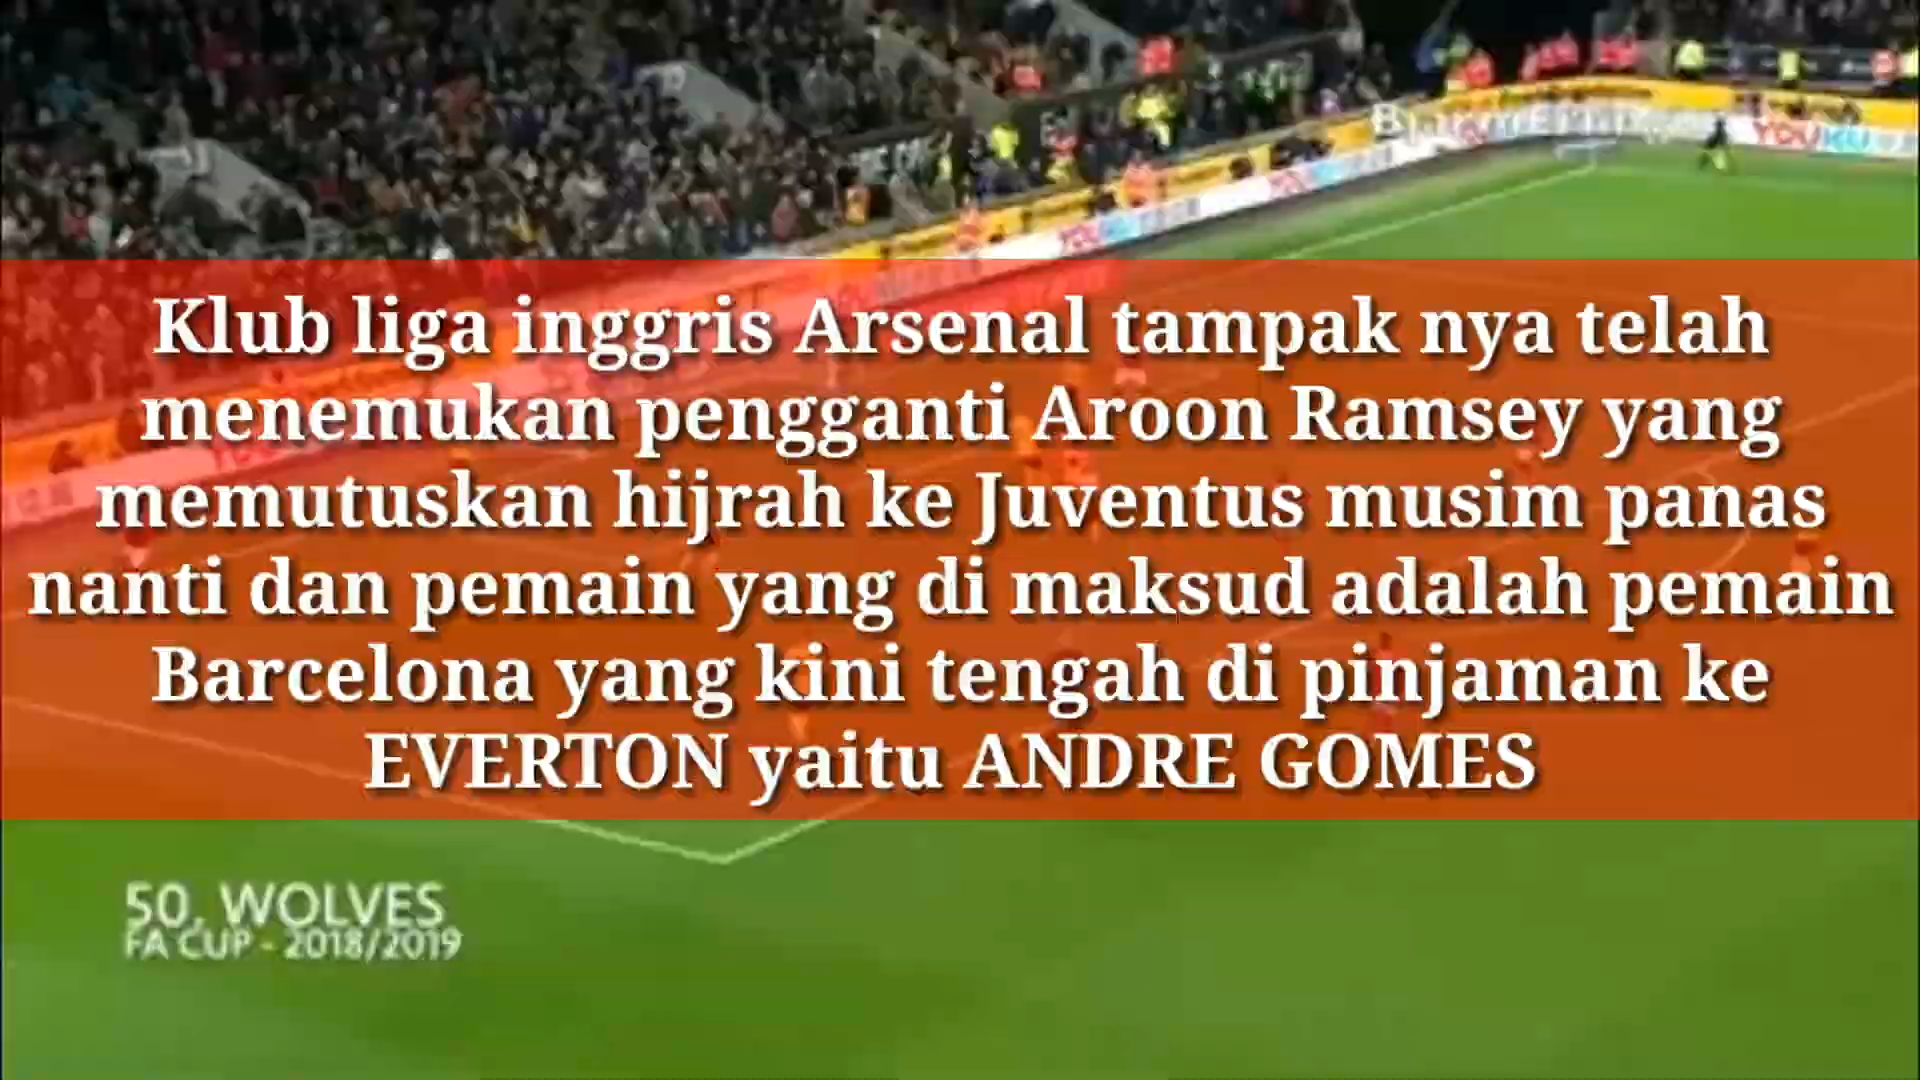 YOUKU
Klub liga inggris Arsenal tampak nya telah
menemukan pengganti Aroon Ramsey yang
memutuskan hijrah ke Juventus musim panas
nanti dan pemain yang di maksud adalah pemain
Barcelona yang kini tengah di pinjaman ke
EVERTON yaitu ANDRE GOMES
50. WOLVES
FA CUP - 2018/2019